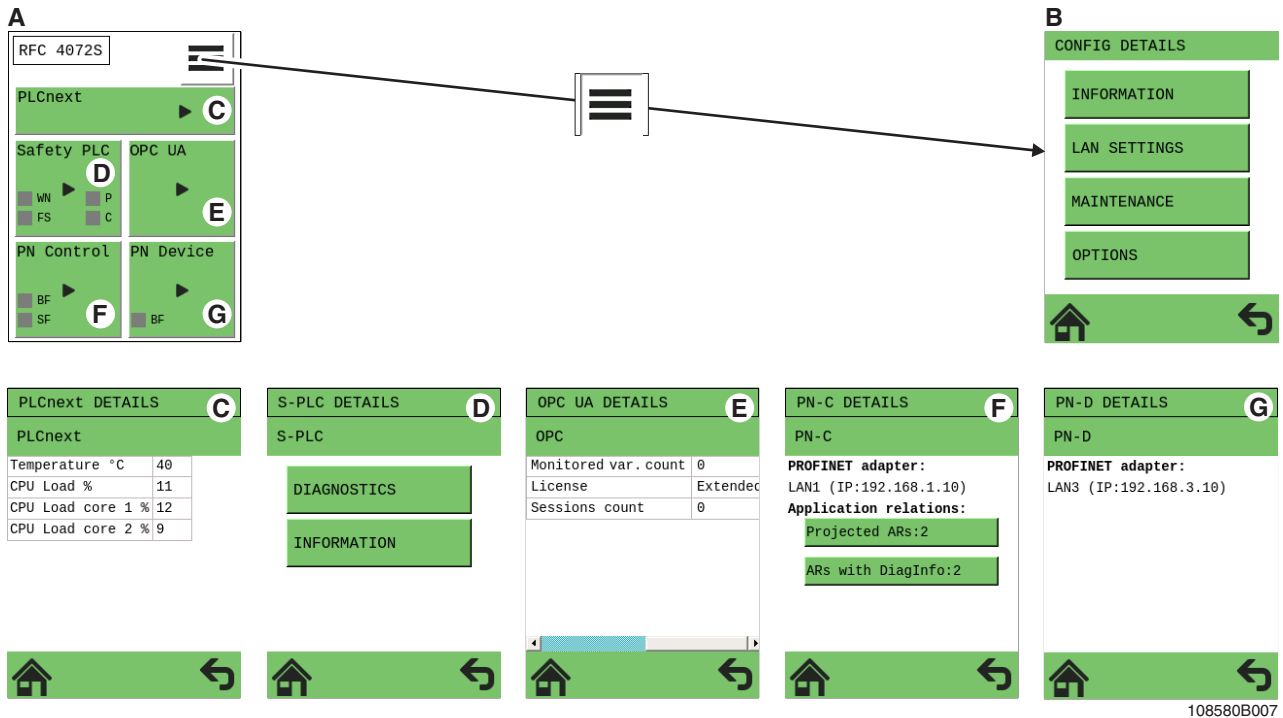 A
RFC 4072S
PLCnext
C
Safety PLC
D
WN
P
FS
C
OPC UA
E
PN Control
BF
SF
F
PN Device
BF
G
B
CONFIG DETAILS
INFORMATION
LAN SETTINGS
MAINTENANCE
OPTIONS
PLCnext DETAILS
C
PLCnext
Temperature °C 40
CPU Load % 11
CPU Load core 1 % 12
CPU Load core 2 % 9
S-PLC DETAILS
D
S-PLC
DIAGNOSTICS
INFORMATION
OPC UA DETAILS
E
OPC
Monitored var. count 0
License Extended
Sessions count 0
PN-C DETAILS
F
PN-C
PROFINET adapter:
LAN1 (IP:192.168.1.10)
Application relations:
Projected ARs:2
ARs with DiagInfo:2
PN-D DETAILS
G
PN-D
PROFINET adapter:
LAN3 (IP:192.168.3.10)
108580B007